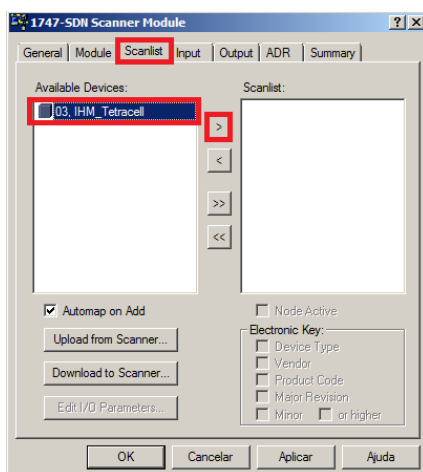 1747-SDN Scanner Module
General Module Scanlist Input Output ADR Summary
Available Devices:
Scanlist:
03, IHM_Tetracell
>
<
>>
<<
Automap on Add
Node Active
Upload from Scanner...
Electronic Key:
Device Type
Vendor
Download to Scanner...
Product Code
Major Revision
Edit I/O Parameters...
Minor or higher
OK Cancelar Aplicar Ajuda